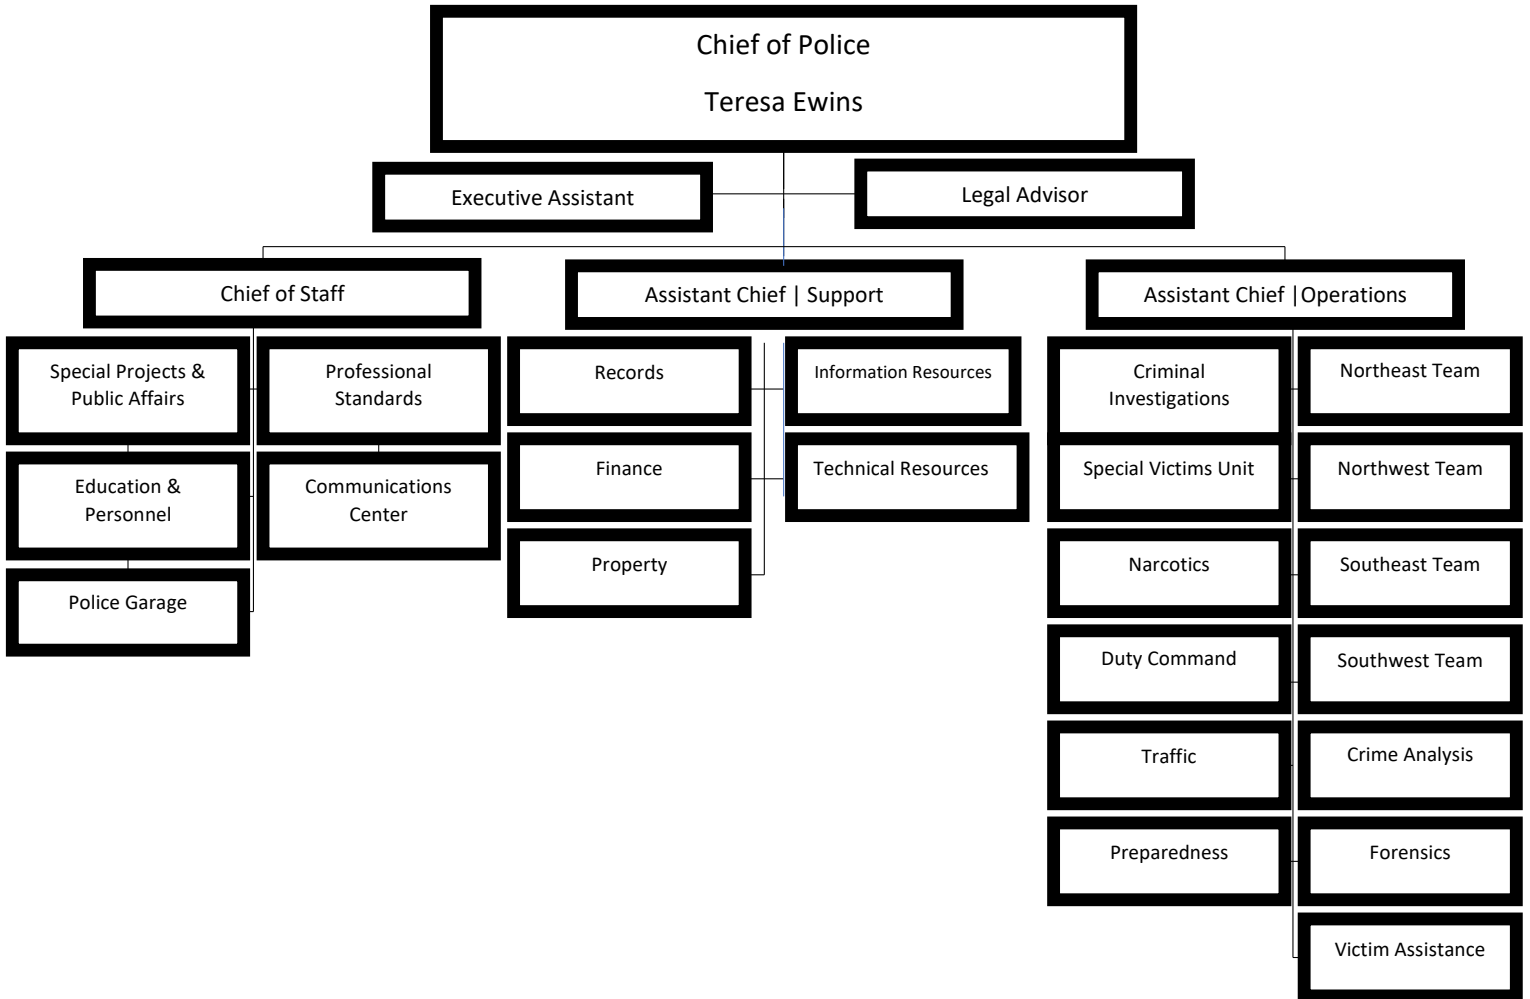 Chief of Police
Teresa Ewins
Executive Assistant
Legal Advisor
Chief of Staff
Assistant Chief | Support
Assistant Chief |Operations
Special Projects &
Public Affairs
Professional
Standards
Education &
Personnel
Communications
Center
Police Garage
Records
Information Resources
Finance
Technical Resources
Property
Criminal
Investigations
Northeast Team
Special Victims Unit
Northwest Team
Narcotics
Southeast Team
Duty Command
Southwest Team
Traffic
Crime Analysis
Preparedness
Forensics
Victim Assistance